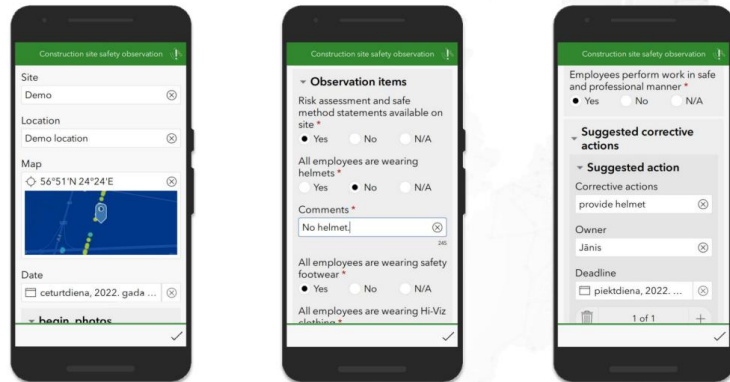 Construction site safety observation
Site
Demo
Location
Demo location
Map
56°51'N 24°24'E
Date
ceturtdiena, 2022. gada ...
begin_photos
Construction site safety observation
Observation items
Risk assessment and safe
method statements available on
site *
Yes No N/A
All employees are wearing
helmets *
Yes No N/A
Comments *
No helmet.
245
All employees are wearing safety
footwear *
Yes No N/A
All employees are wearing Hi-Viz
clothing *
Construction site safety observation
Employees perform work in safe
and professional manner *
Yes No N/A
Suggested corrective
actions
Suggested action
Corrective actions
provide helmet
Owner
Jānis
Deadline
piektdiena, 2022. ...
1 of 1